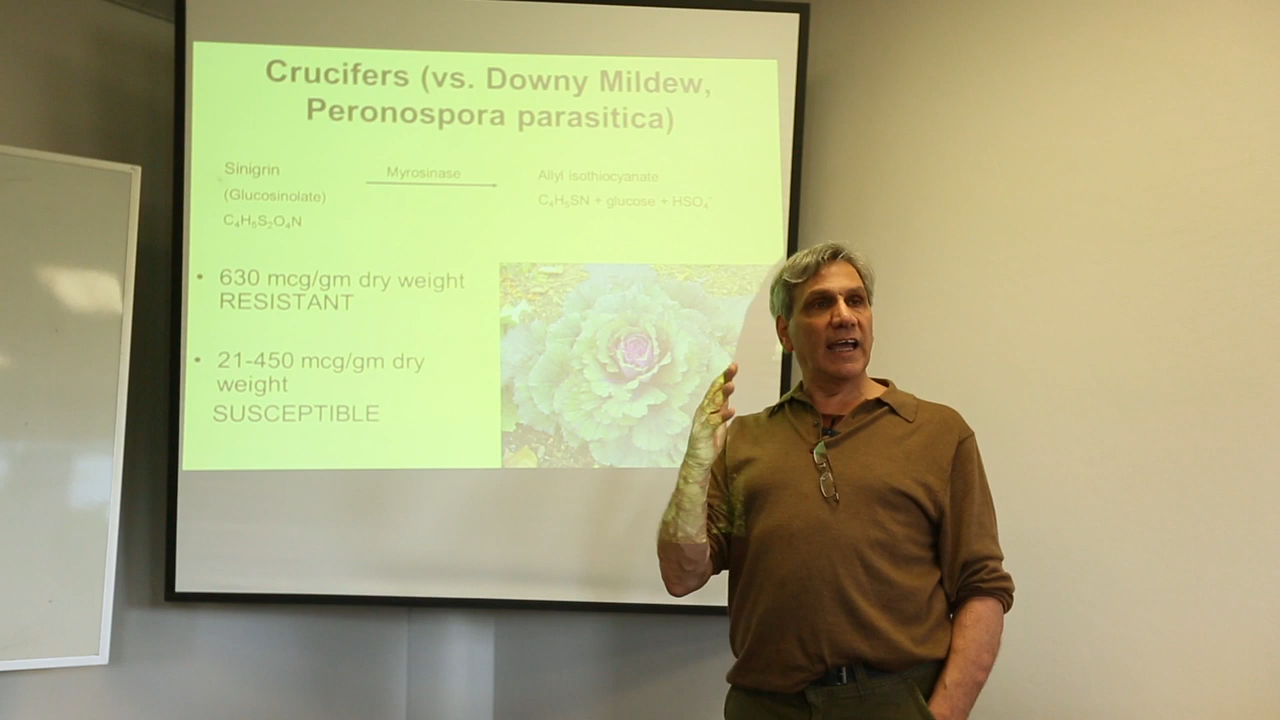 Crucifers (vs. Downy Mildew,
Peronospora parasitica)
Sinigrin
Myrosinase
Allyl isothiocyanate
(Glucosinolate)
C₄H₅SN + glucose + HSO₄⁻
C₄H₅S₂O₄N
• 630 mcg/gm dry weight
RESISTANT
• 21-450 mcg/gm dry
weight
SUSCEPTIBLE